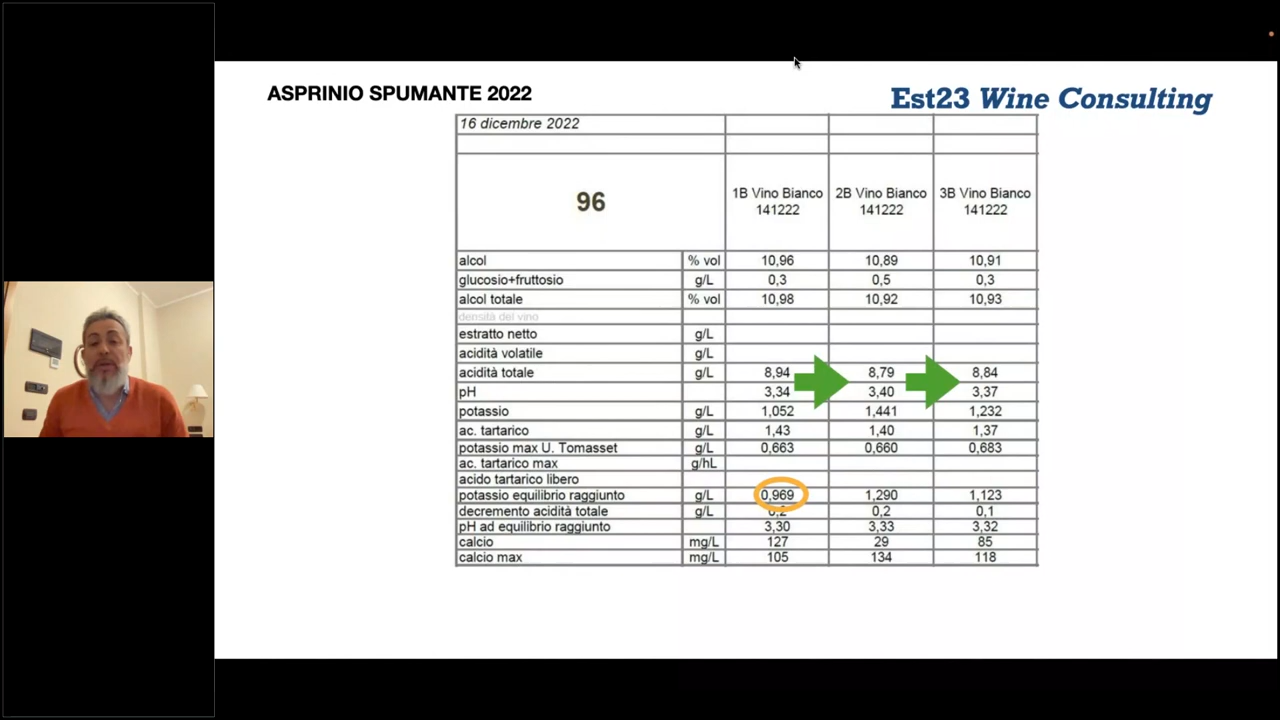 ASPRINIO SPUMANTE 2022
Est23 Wine Consulting
16 dicembre 2022
96 1B Vino Bianco 141222 2B Vino Bianco 141222 3B Vino Bianco 141222
alcol % vol 10,96 10,89 10,91
glucosio+fruttosio g/L 0,3 0,5 0,3
alcol totale % vol 10,98 10,92 10,93
densità del vino
estratto netto g/L
acidità volatile g/L
acidità totale g/L 8,94 8,79 8,84
pH 3,34 3,40 3,37
potassio g/L 1,052 1,441 1,232
ac. tartarico g/L 1,43 1,40 1,37
potassio max U. Tomasset g/L 0,663 0,660 0,683
ac. tartarico max g/hL
acido tartarico libero
potassio equilibrio raggiunto g/L 0,969 1,290 1,123
decremento acidità totale g/L 0,2 0,2 0,1
pH ad equilibrio raggiunto 3,30 3,33 3,32
calcio mg/L 127 29 85
calcio max mg/L 105 134 118